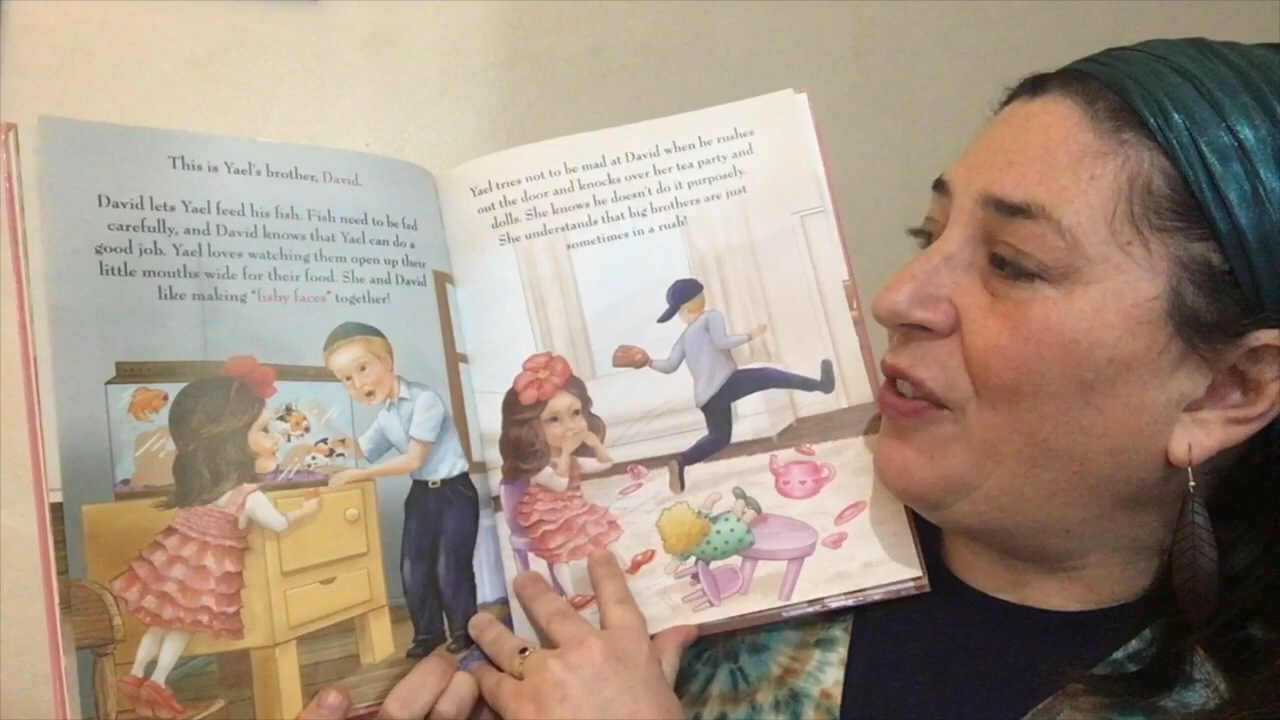 This is Yael's brother, David.
David lets Yael feed his fish. Fish need to be fed
carefully, and David knows that Yael can do a
good job. Yael loves watching them open up their
little mouths wide for their food. She and David
like making "fishy faces" together!
Yael tries not to be mad at David when he rushes
out the door and knocks over her tea party and
dolls. She knows he doesn't do it purposely.
She understands that big brothers are just
sometimes in a rush!